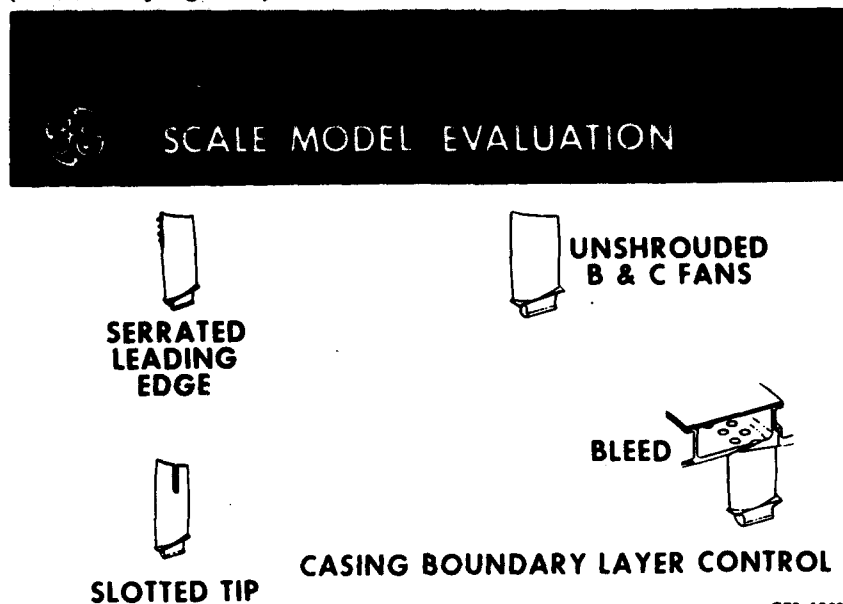 SCALE MODEL EVALUATION
UNSHROUDED
B & C FANS
SERRATED
LEADING
EDGE
BLEED
CASING BOUNDARY LAYER CONTROL
SLOTTED TIP